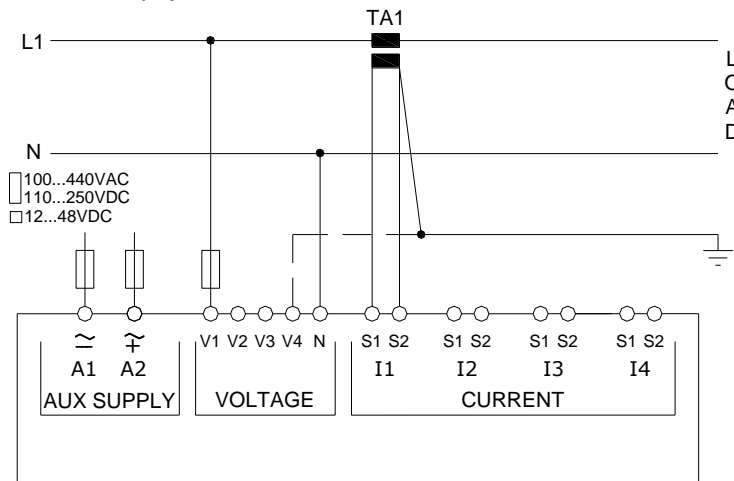 TA1
L1
L
O
A
D
N
100...440VAC
110...250VDC
12...48VDC
V1 V2 V3 V4 N S1 S2 S1 S2 S1 S2 S1 S2
A1 A2 I1 I2 I3 I4
AUX SUPPLY VOLTAGE CURRENT